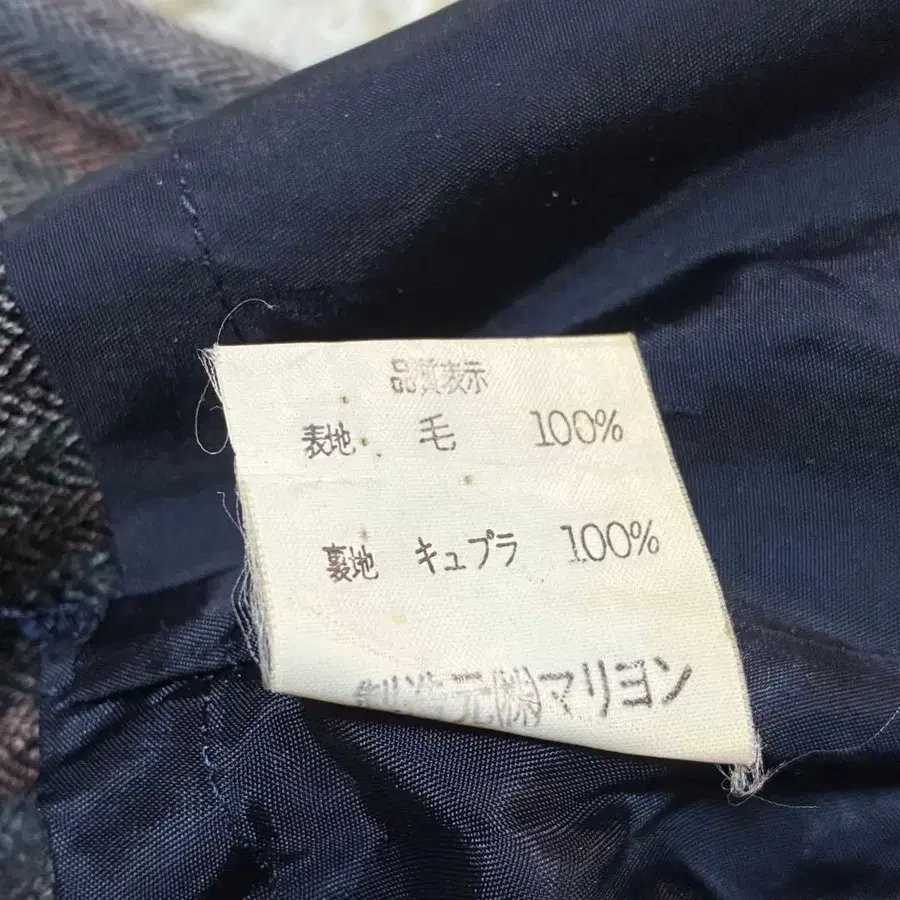 品質表示
表地 毛 100%
裏地 キュプラ 100%
製造元㈱マリヨン